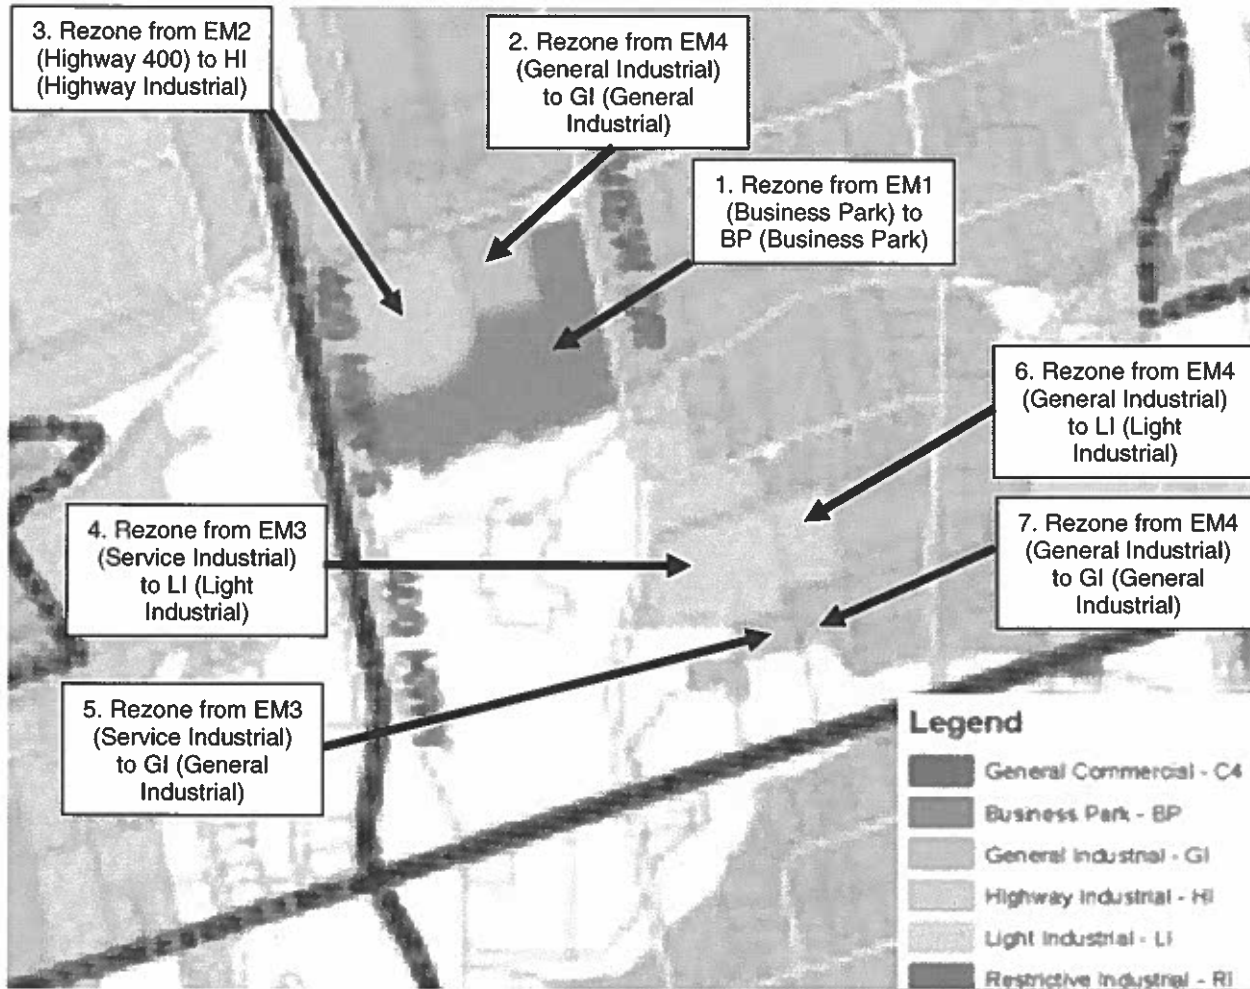 3. Rezone from EM2
(Highway 400) to HI
(Highway Industrial)
2. Rezone from EM4
(General Industrial)
to GI (General
Industrial)
1. Rezone from EM1
(Business Park) to
BP (Business Park)
6. Rezone from EM4
(General Industrial)
to LI (Light
Industrial)
4. Rezone from EM3
(Service Industrial)
to LI (Light
Industrial)
7. Rezone from EM4
(General Industrial)
to GI (General
Industrial)
5. Rezone from EM3
(Service Industrial)
to GI (General
Industrial)
Legend
General Commercial - C4
Business Park - BP
General Industrial - GI
Highway Industrial - HI
Light Industrial - LI
Restrictive Industrial - RI